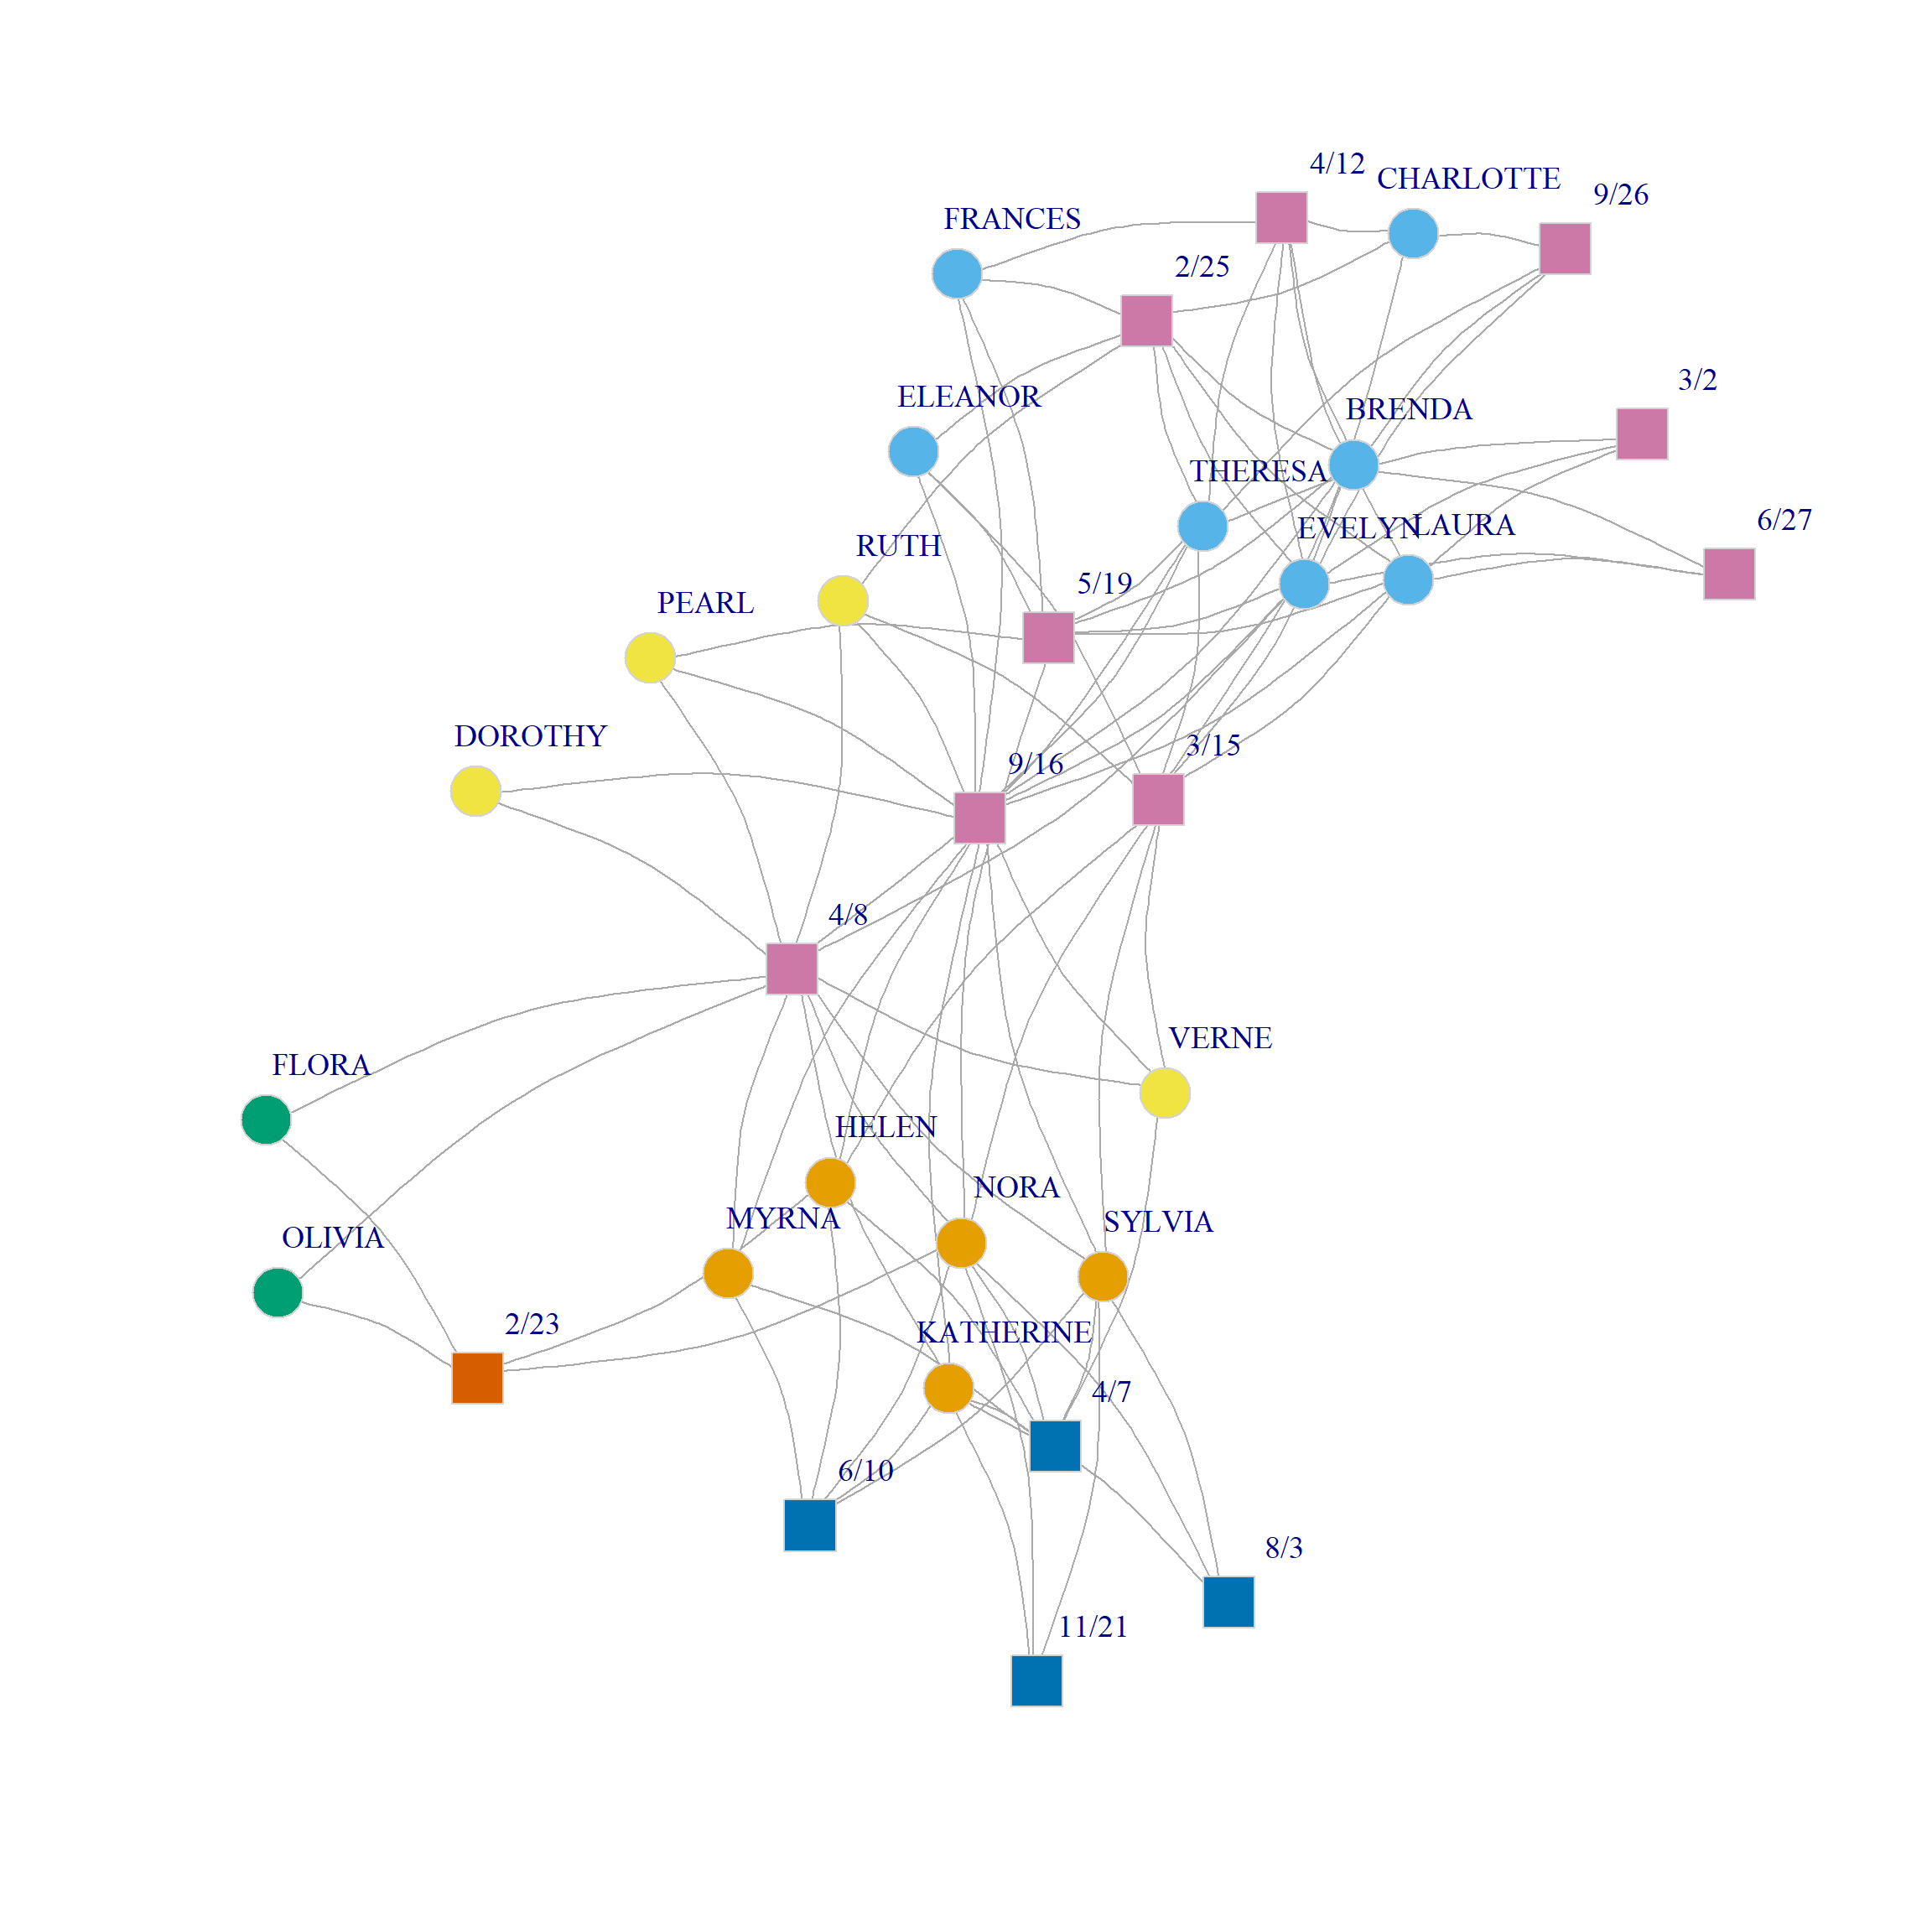 4/12
CHARLOTTE
9/26
FRANCES
2/25
3/2
ELEANOR
BRENDA
THERESA
EVELYN
LAURA
6/27
RUTH
5/19
PEARL
DOROTHY
3/15
9/16
4/8
VERNE
FLORA
HELEN
NORA
MYRNA
SYLVIA
OLIVIA
2/23
KATHERINE
4/7
6/10
8/3
11/21